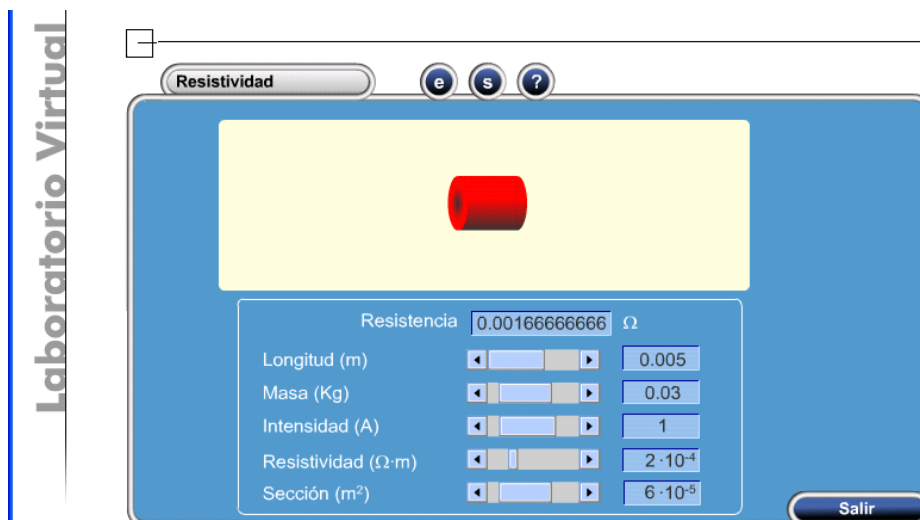 Laboratorio Virtual
Resistividad e s ?
Resistencia 0.00166666666 Ω
Longitud (m) 0.005
Masa (Kg) 0.03
Intensidad (A) 1
Resistividad (Ω·m) 2 ·10⁻⁴
Sección (m²) 6 ·10⁻⁵
Salir